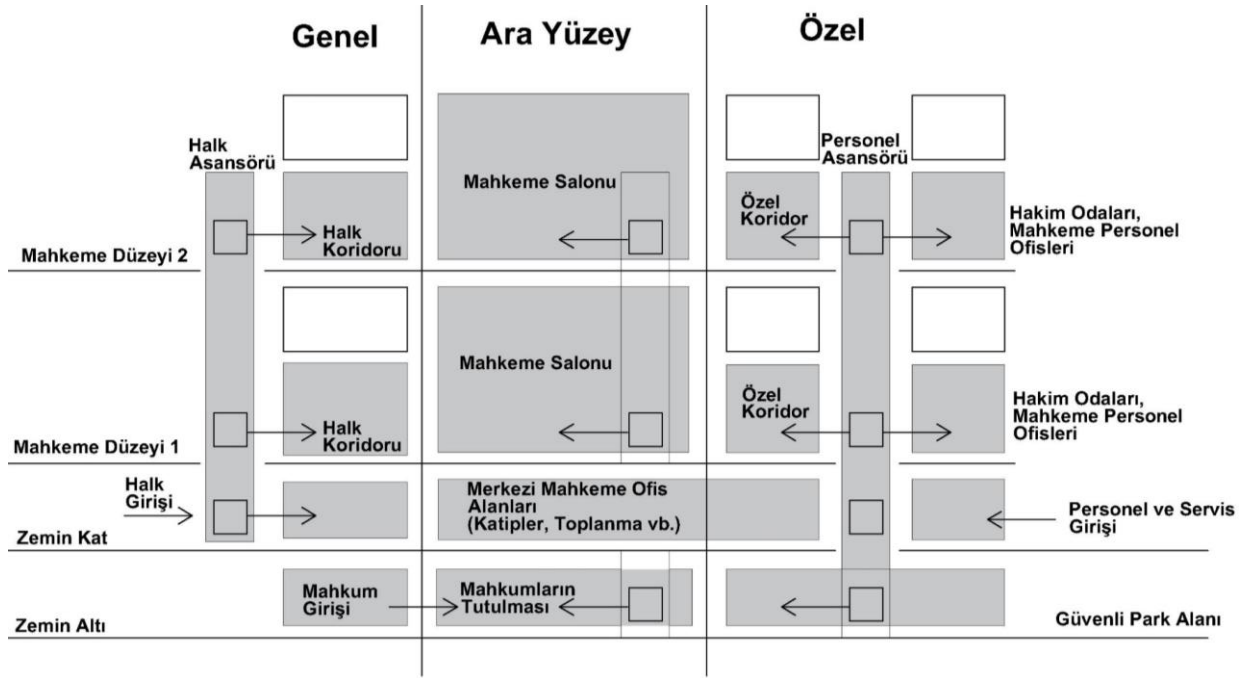 Genel
Ara Yüzey
Özel
Halk
Asansörü
Personel
Asansörü
Mahkeme Salonu
Özel
Koridor
Halk
Koridoru
Hakim Odaları,
Mahkeme Personel
Ofisleri
Mahkeme Düzeyi 2
Mahkeme Salonu
Özel
Koridor
Halk
Koridoru
Hakim Odaları,
Mahkeme Personel
Ofisleri
Mahkeme Düzeyi 1
Halk
Girişi
Merkezi Mahkeme Ofis
Alanları
(Katipler, Toplanma vb.)
Personel ve Servis
Girişi
Zemin Kat
Mahkum
Girişi
Mahkumların
Tutulması
Zemin Altı
Güvenli Park Alanı